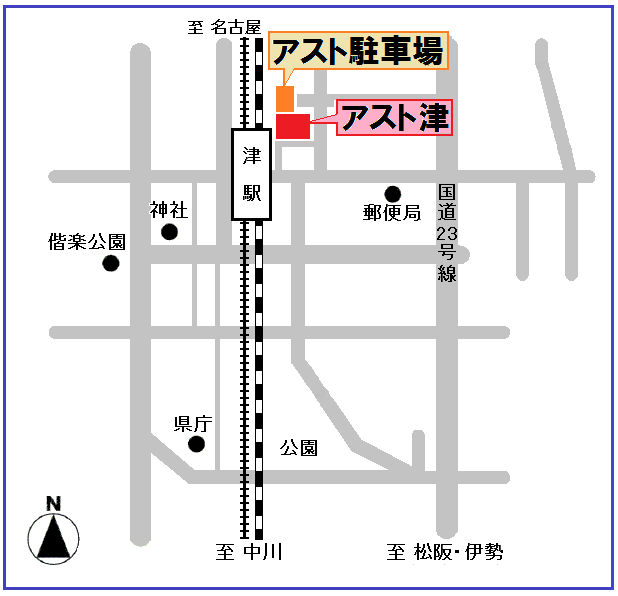 至 名古屋
アスト駐車場
アスト津
津駅
神社
郵便局
国道23号線
偕楽公園
県庁
公園
N
至 中川
至 松阪・伊勢